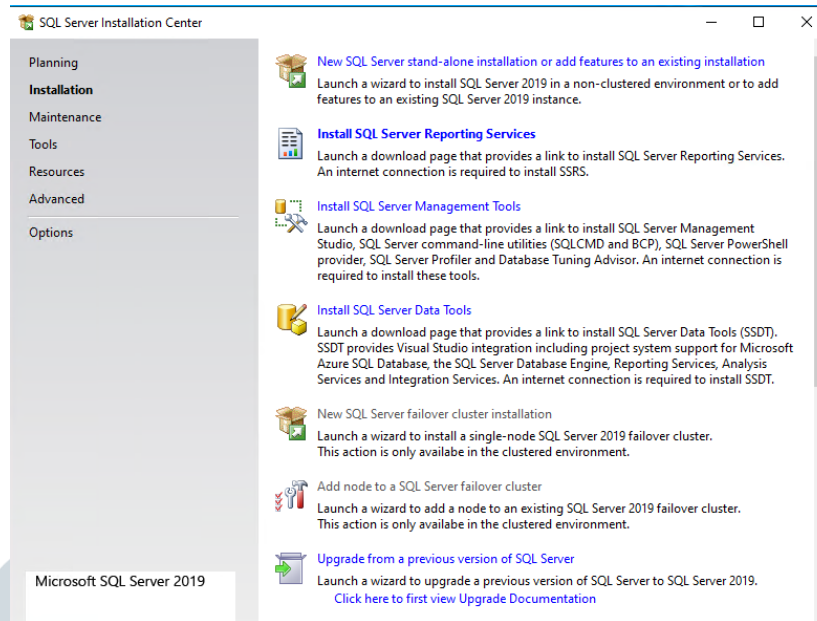 SQL Server Installation Center
Planning
Installation
Maintenance
Tools
Resources
Advanced
Options
Microsoft SQL Server 2019
New SQL Server stand-alone installation or add features to an existing installation
Launch a wizard to install SQL Server 2019 in a non-clustered environment or to add
features to an existing SQL Server 2019 instance.
Install SQL Server Reporting Services
Launch a download page that provides a link to install SQL Server Reporting Services.
An internet connection is required to install SSRS.
Install SQL Server Management Tools
Launch a download page that provides a link to install SQL Server Management
Studio, SQL Server command-line utilities (SQLCMD and BCP), SQL Server PowerShell
provider, SQL Server Profiler and Database Tuning Advisor. An internet connection is
required to install these tools.
Install SQL Server Data Tools
Launch a download page that provides a link to install SQL Server Data Tools (SSDT).
SSDT provides Visual Studio integration including project system support for Microsoft
Azure SQL Database, the SQL Server Database Engine, Reporting Services, Analysis
Services and Integration Services. An internet connection is required to install SSDT.
New SQL Server failover cluster installation
Launch a wizard to install a single-node SQL Server 2019 failover cluster.
This action is only availabe in the clustered environment.
Add node to a SQL Server failover cluster
Launch a wizard to add a node to an existing SQL Server 2019 failover cluster.
This action is only availabe in the clustered environment.
Upgrade from a previous version of SQL Server
Launch a wizard to upgrade a previous version of SQL Server to SQL Server 2019.
Click here to first view Upgrade Documentation